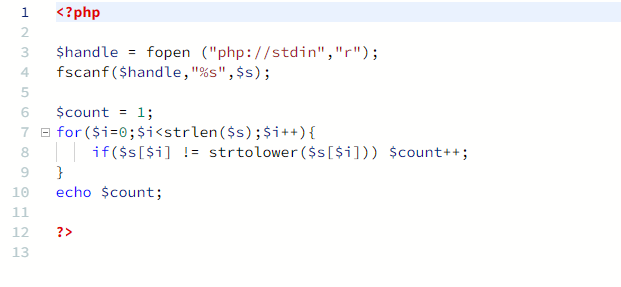 1 <?php
2
3 $handle = fopen ("php://stdin","r");
4 fscanf($handle,"%s",$s);
5
6 $count = 1;
7 for($i=0;$i<strlen($s);$i++){
8 if($s[$i] != strtolower($s[$i])) $count++;
9 }
10 echo $count;
11
12 ?>
13